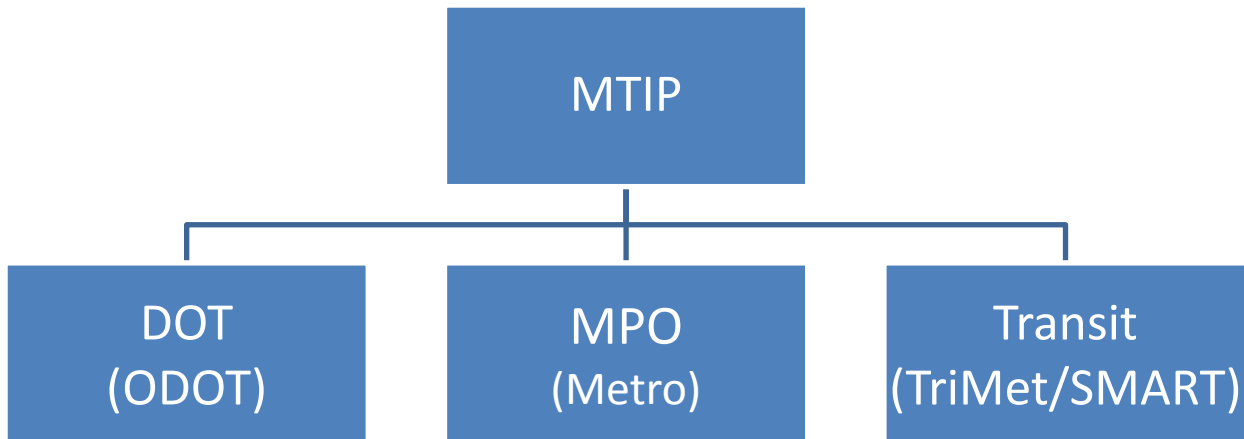 MTIP
DOT
(ODOT)
MPO
(Metro)
Transit
(TriMet/SMART)